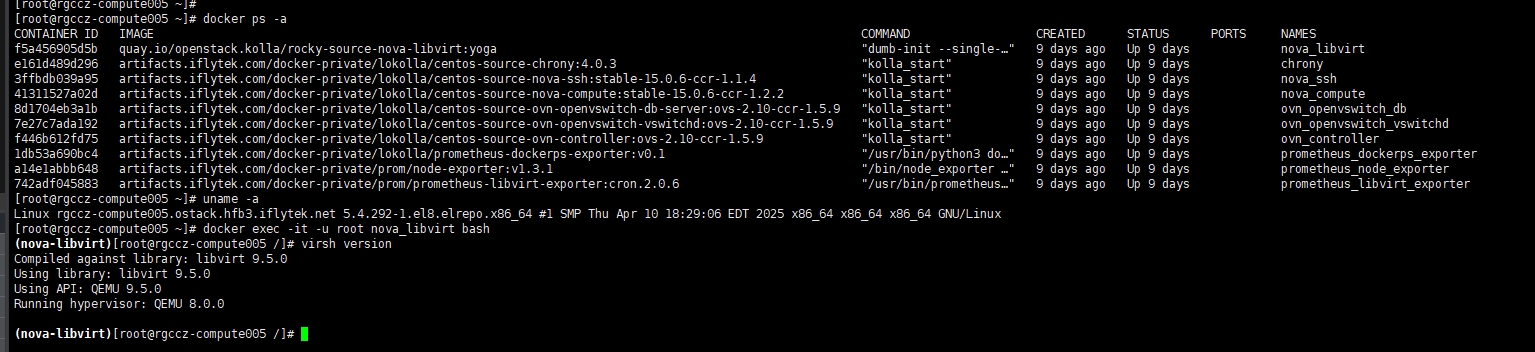 [root@rgccz-compute005 ~]#
[root@rgccz-compute005 ~]# docker ps -a
CONTAINER ID   IMAGE   COMMAND   CREATED   STATUS   PORTS   NAMES
f5a456905d5b   quay.io/openstack.kolla/rocky-source-nova-libvirt:yoga   "dumb-init --single-…"   9 days ago   Up 9 days   nova_libvirt
e161d489d296   artifacts.iflytek.com/docker-private/lokolla/centos-source-chrony:4.0.3   "kolla_start"   9 days ago   Up 9 days   chrony
3ffbdb039a95   artifacts.iflytek.com/docker-private/lokolla/centos-source-nova-ssh:stable-15.0.6-ccr-1.1.4   "kolla_start"   9 days ago   Up 9 days   nova_ssh
41311527a02d   artifacts.iflytek.com/docker-private/lokolla/centos-source-nova-compute:stable-15.0.6-ccr-1.2.2   "kolla_start"   9 days ago   Up 9 days   nova_compute
8d1704eb3a1b   artifacts.iflytek.com/docker-private/lokolla/centos-source-ovn-openvswitch-db-server:ovs-2.10-ccr-1.5.9   "kolla_start"   9 days ago   Up 9 days   ovn_openvswitch_db
7e27c7ada192   artifacts.iflytek.com/docker-private/lokolla/centos-source-ovn-openvswitch-vswitchd:ovs-2.10-ccr-1.5.9   "kolla_start"   9 days ago   Up 9 days   ovn_openvswitch_vswitchd
f446b612fd75   artifacts.iflytek.com/docker-private/lokolla/centos-source-ovn-controller:ovs-2.10-ccr-1.5.9   "kolla_start"   9 days ago   Up 9 days   ovn_controller
1db53a690bc4   artifacts.iflytek.com/docker-private/lokolla/prometheus-dockerps-exporter:v0.1   "/usr/bin/python3 do…"   9 days ago   Up 9 days   prometheus_dockerps_exporter
a14e1abbb648   artifacts.iflytek.com/docker-private/prom/node-exporter:v1.3.1   "/bin/node_exporter …"   9 days ago   Up 9 days   prometheus_node_exporter
742adf045883   artifacts.iflytek.com/docker-private/prom/prometheus-libvirt-exporter:cron.2.0.6   "/usr/bin/prometheus…"   9 days ago   Up 9 days   prometheus_libvirt_exporter
[root@rgccz-compute005 ~]# uname -a
Linux rgccz-compute005.ostack.hfb3.iflytek.net 5.4.292-1.el8.elrepo.x86_64 #1 SMP Thu Apr 10 18:29:06 EDT 2025 x86_64 x86_64 x86_64 GNU/Linux
[root@rgccz-compute005 ~]# docker exec -it -u root nova_libvirt bash
(nova-libvirt)[root@rgccz-compute005 /]# virsh version
Compiled against library: libvirt 9.5.0
Using library: libvirt 9.5.0
Using API: QEMU 9.5.0
Running hypervisor: QEMU 8.0.0
(nova-libvirt)[root@rgccz-compute005 /]#